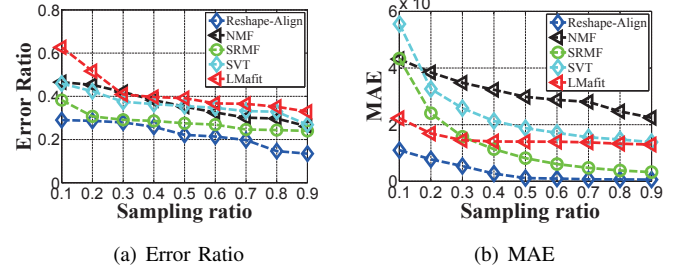 0.8
0.6
0.4
0.2
0
Error Ratio
Reshape-Align
NMF
SRMF
SVT
LMafit
0.1 0.2 0.3 0.4 0.5 0.6 0.7 0.8 0.9
Sampling ratio
(a) Error Ratio
6 x 10
4
2
0
MAE
Reshape-Align
NMF
SRMF
SVT
LMafit
0.1 0.2 0.3 0.4 0.5 0.6 0.7 0.8 0.9
Sampling ratio
(b) MAE